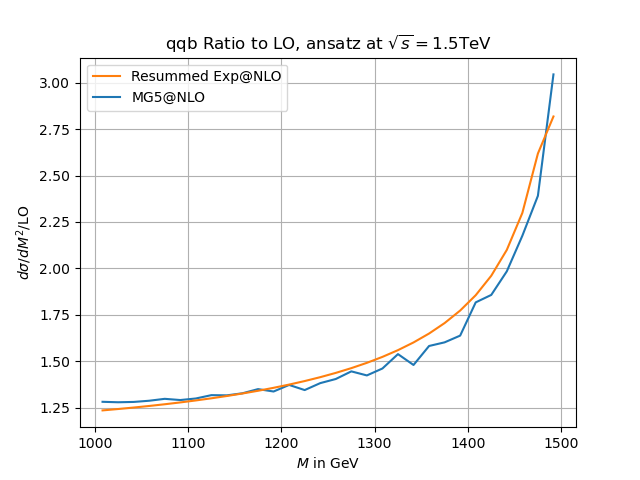 qqb Ratio to LO, ansatz at √s = 1.5TeV
Resummed Exp@NLO
MG5@NLO
3.00
2.75
2.50
2.25
2.00
1.75
1.50
1.25
dσ/dM²/LO
1000 1100 1200 1300 1400 1500
M in GeV